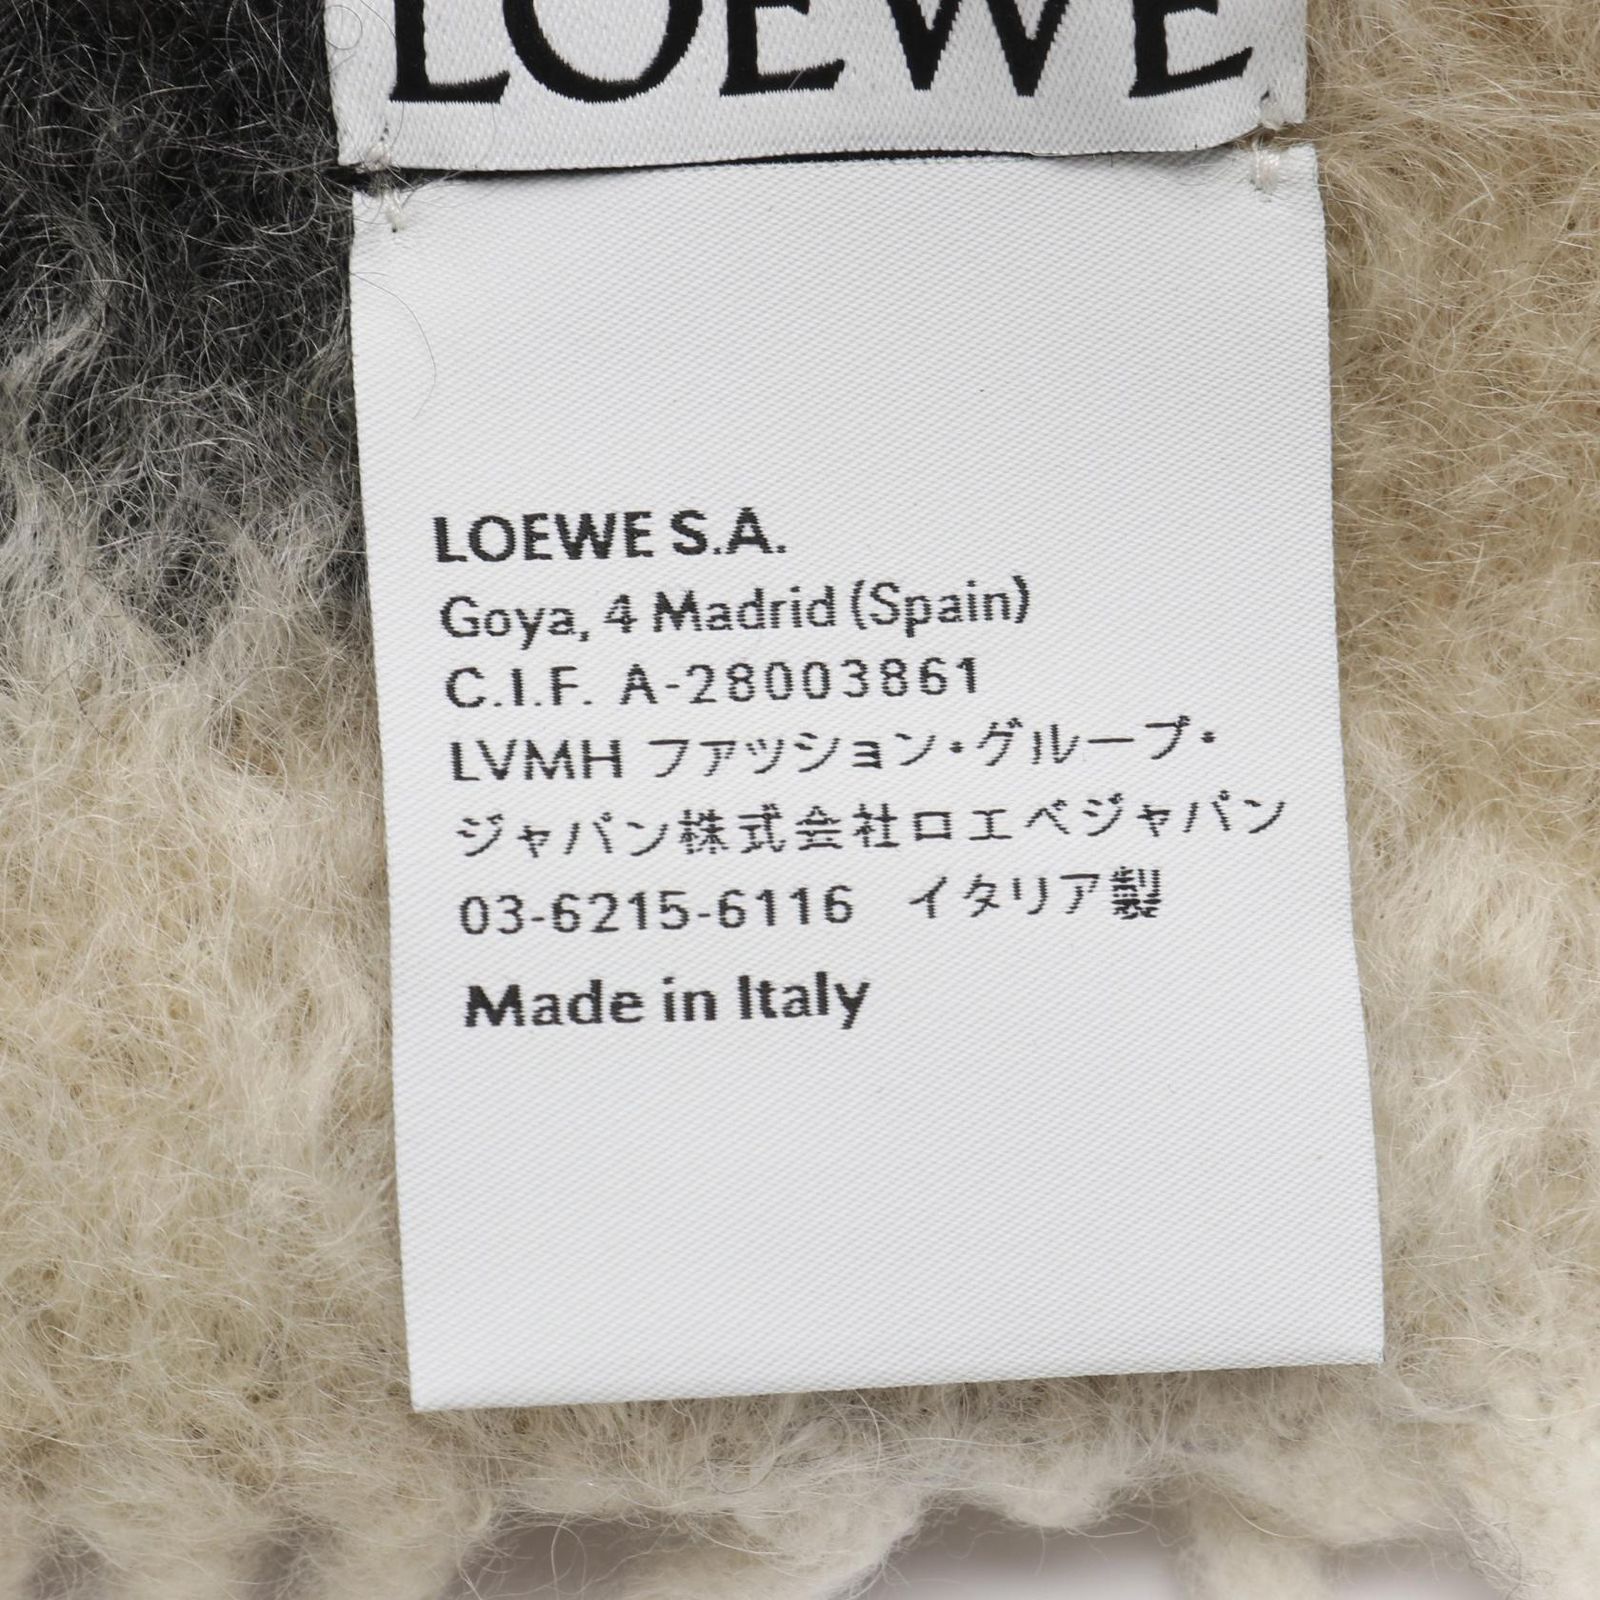 LOEWE
LOEWE S.A.
Goya, 4 Madrid (Spain)
C.I.F. A-28003861
LVMH ファッション・グループ・
ジャパン株式会社ロエベジャパン
03-6215-6116 イタリア製
Made in Italy